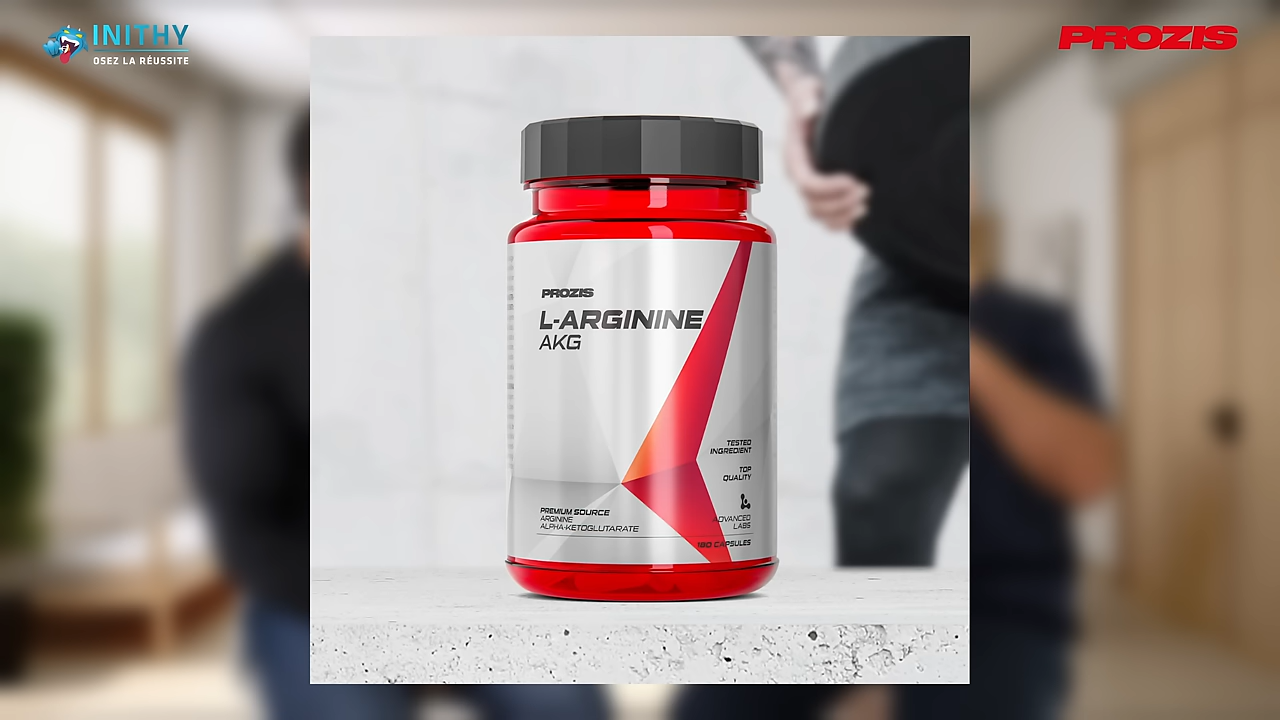 INITHY
OSEZ LA RÉUSSITE
PROZIS
PROZIS
L-ARGININE
AKG
TESTED
INGREDIENT
TOP
QUALITY
ADVANCED
LABS
PREMIUM SOURCE
ARGININE
ALPHA-KETOGLUTARATE
180 CAPSULES